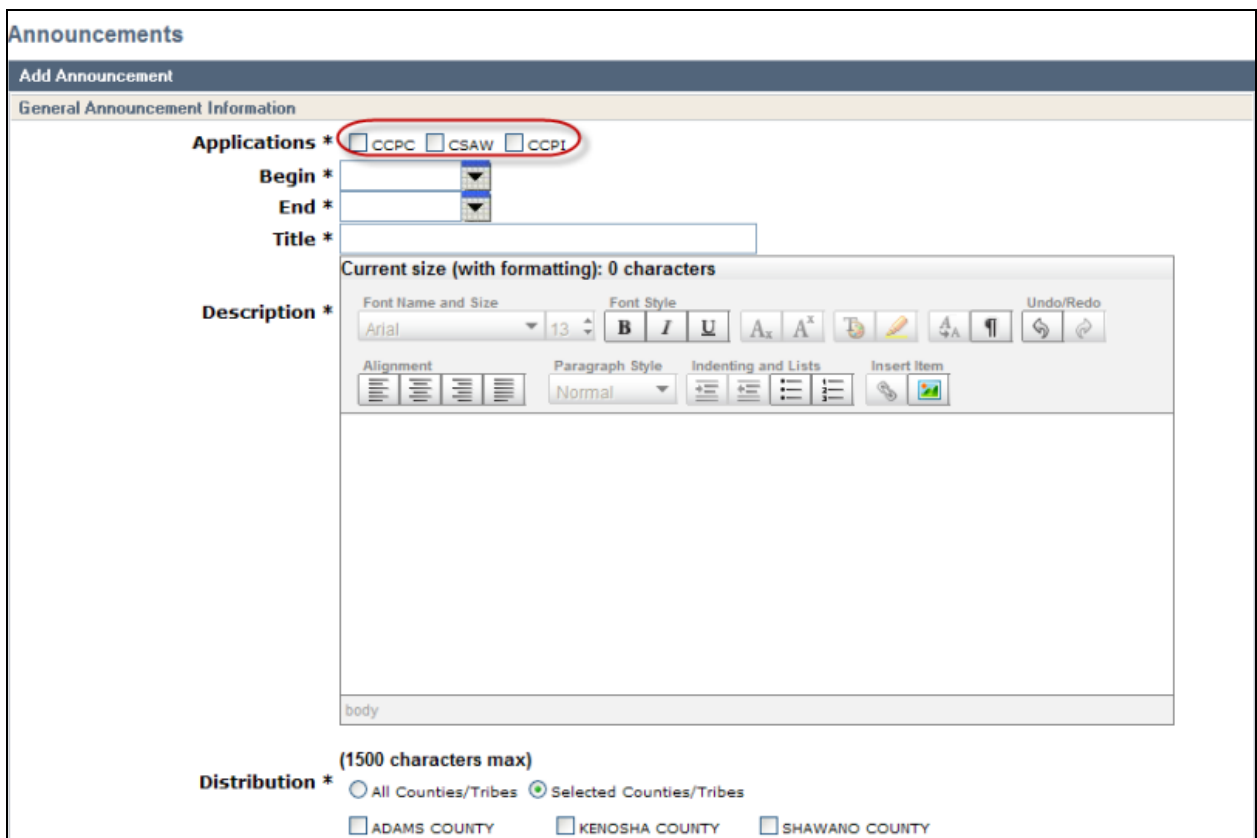 Announcements
Add Announcement
General Announcement Information
Applications * CCPC CSAW CCPI
Begin *
End *
Title *
Current size (with formatting): 0 characters
Description *
Font Name and Size Font Style Undo/Redo
Arial 13 B I U Ax A^x A A ¶
Alignment Paragraph Style Indenting and Lists Insert Item
Normal
body
(1500 characters max)
Distribution * All Counties/Tribes Selected Counties/Tribes
ADAMS COUNTY KENOSHA COUNTY SHAWANO COUNTY